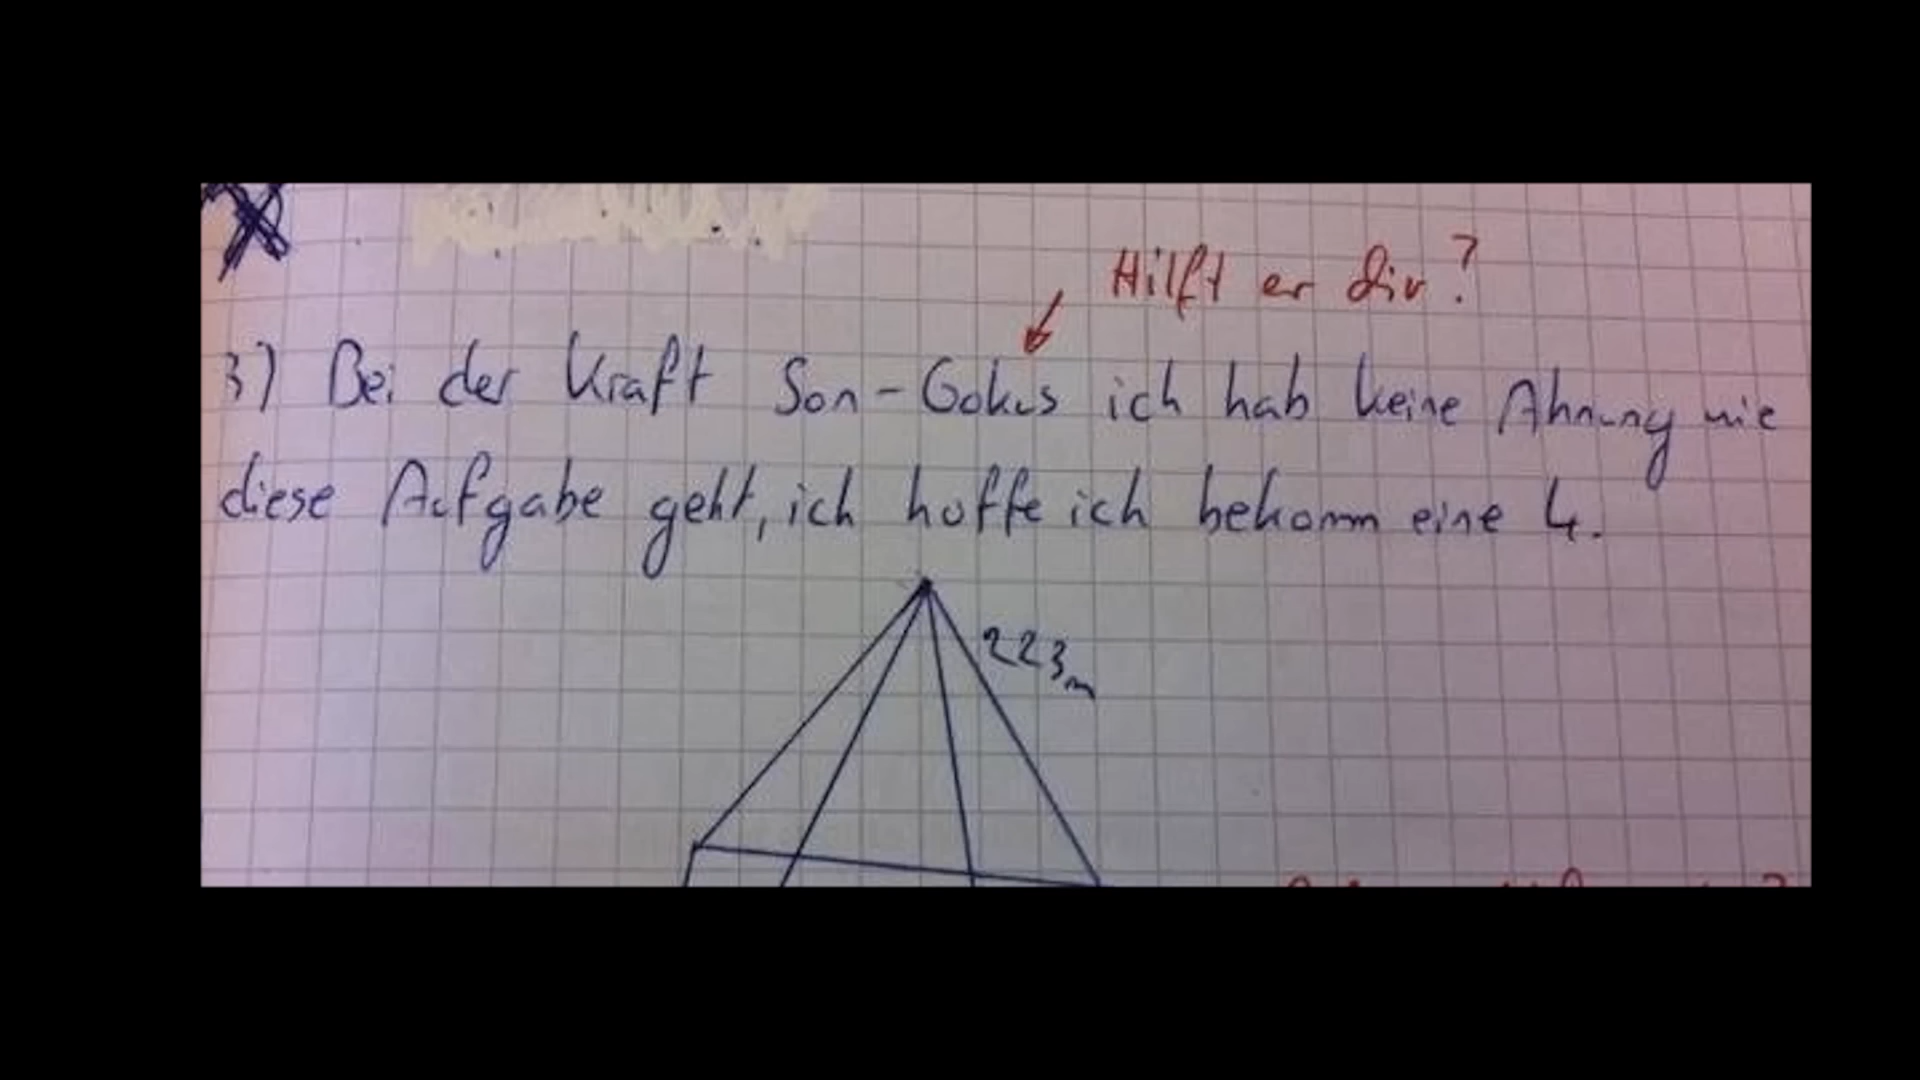 Hilft er dir?
3) Bei der Kraft Son-Gokus ich hab keine Ahnung wie
diese Aufgabe geht, ich hoffe ich bekomm eine 4.
223m